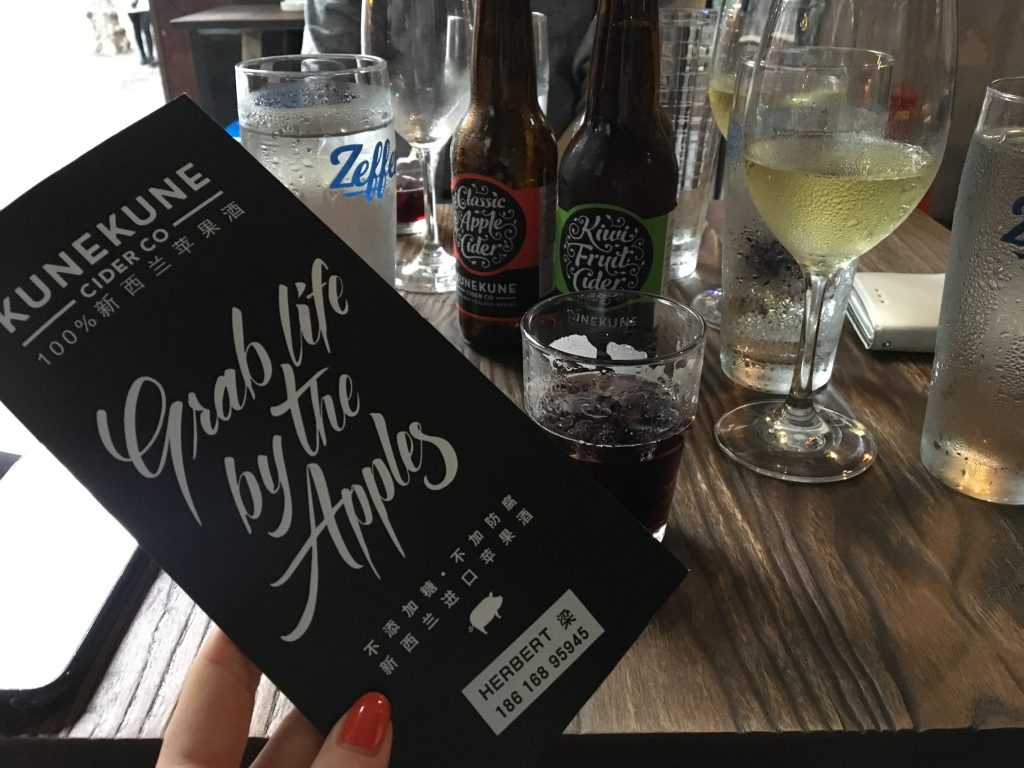 KUNEKUNE
CIDER CO
100%新西兰苹果酒
Grab life
by the
Apples
不添加糖·不加防腐
新西兰进口苹果酒
HERBERT 梁
186 168 95945
Classic
Apple
Cider
CIDER CO
Kiwi
Fruit
Cider